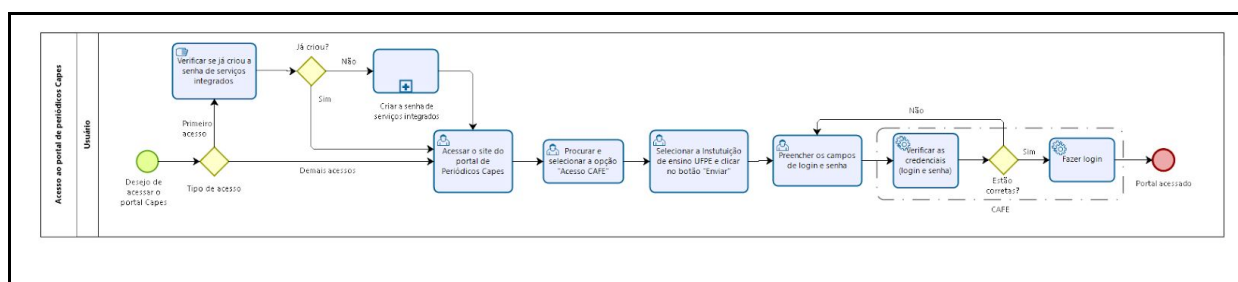 Acesso ao portal de periódicos Capes
Usuário
Desejo de
acessar o
portal Capes
Tipo de acesso
Primeiro
acesso
Verificar se já criou a
senha de serviços
integrados
Já criou?
Não
Sim
Criar a senha de
serviços integrados
Demais acessos
Acessar o site do
portal de
Periódicos Capes
Procurar e
selecionar a opção
"Acesso CAFE"
Selecionar a Instutuição
de ensino UFPE e clicar
no botão "Enviar"
Preencher os campos
de login e senha
Não
Verificar as
credenciais
(login e senha)
Estão
corretas?
Sim
Fazer login
CAFE
Portal acessado